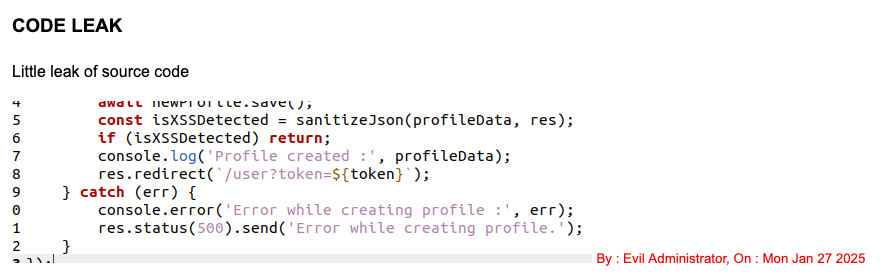 CODE LEAK
Little leak of source code
4 await newProfile.save();
5 const isXSSDetected = sanitizeJson(profileData, res);
6 if (isXSSDetected) return;
7 console.log('Profile created :', profileData);
8 res.redirect(`/user?token=${token}`);
9 } catch (err) {
0 console.error('Error while creating profile :', err);
1 res.status(500).send('Error while creating profile.');
2 }
3 });
By : Evil Administrator, On : Mon Jan 27 2025